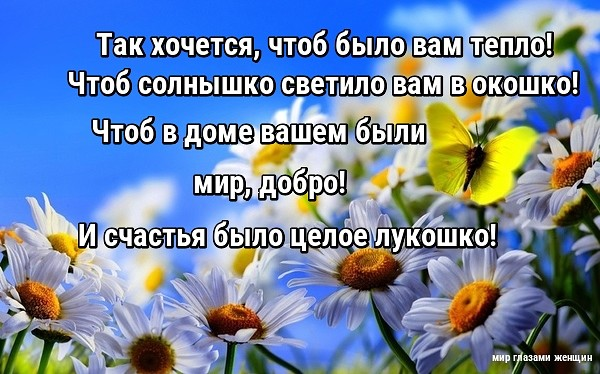 Так хочется, чтоб было вам тепло!
Чтоб солнышко светило вам в окошко!
Чтоб в доме вашем были
мир, добро!
И счастья было целое лукошко!
мир глазами женщин